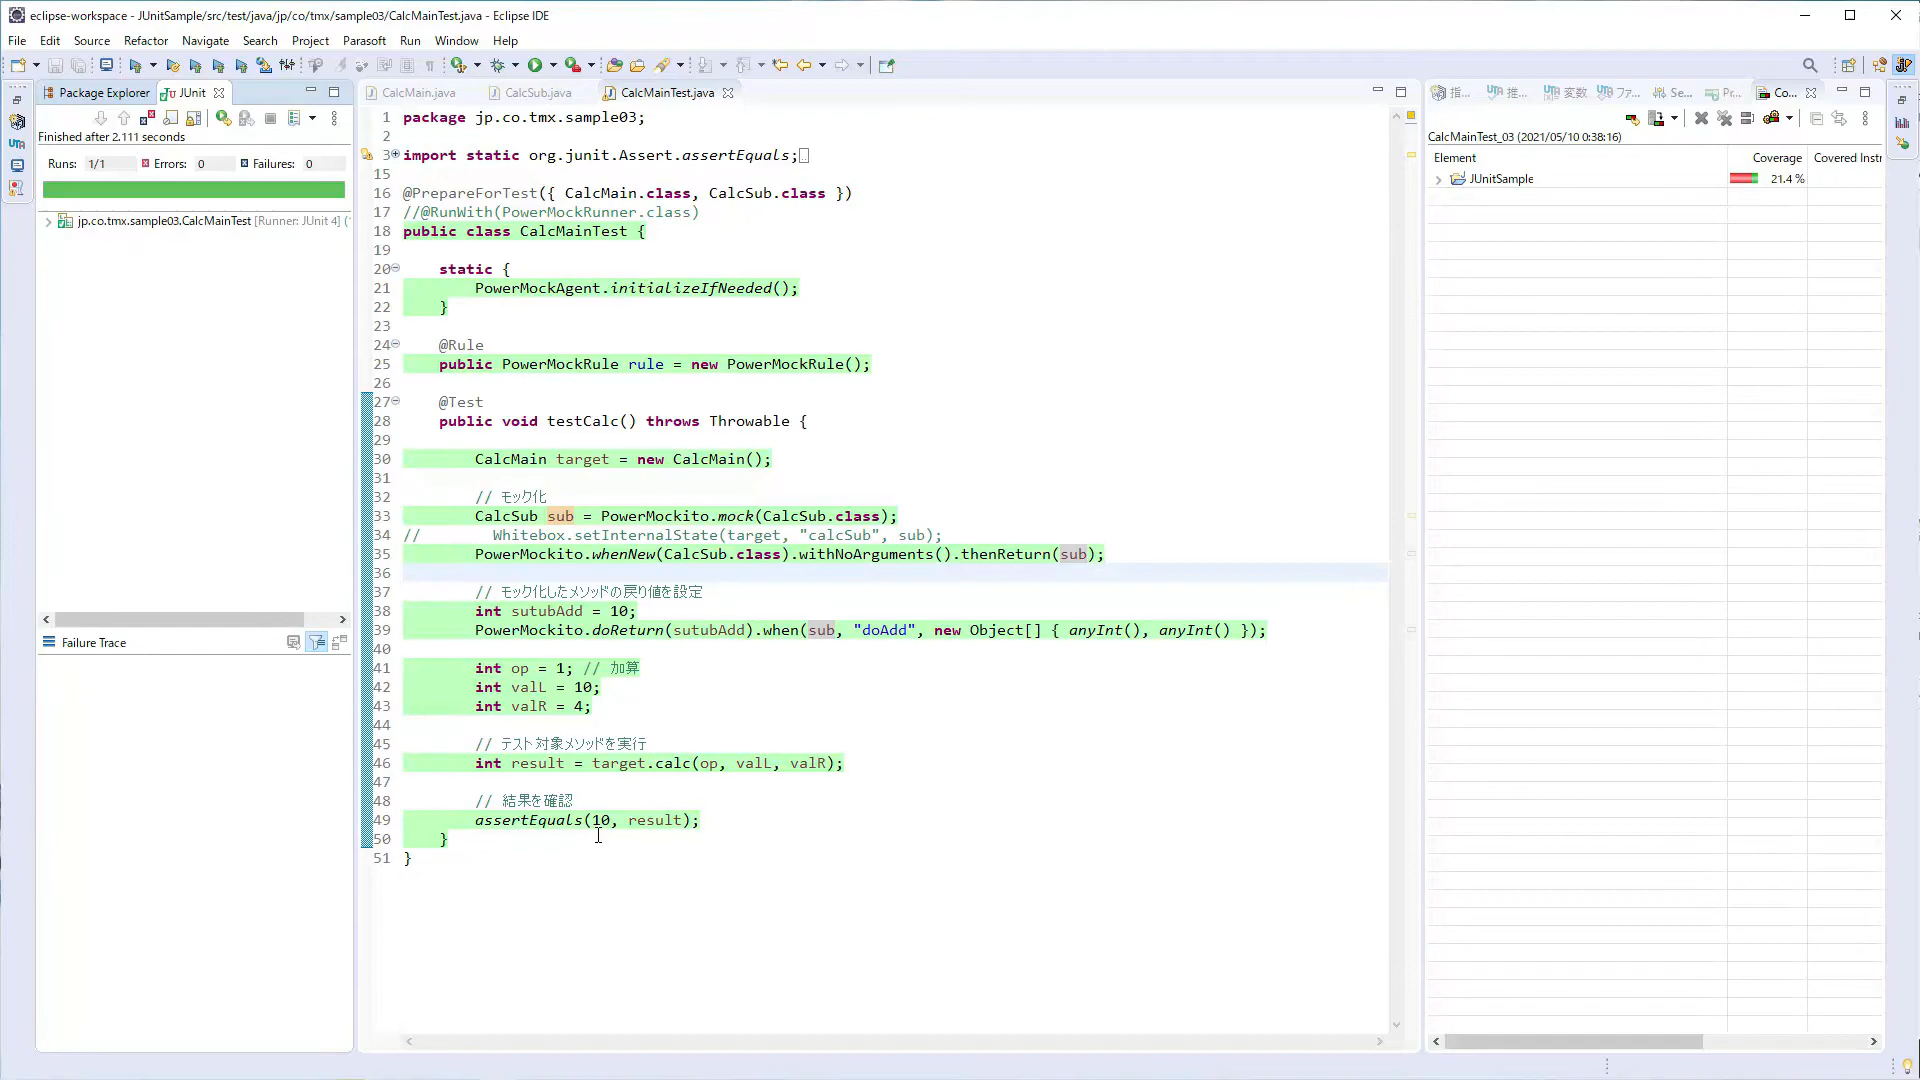 eclipse-workspace - JUnitSample/src/test/java/jp/co/tmx/sample03/CalcMainTest.java - Eclipse IDE
File Edit Source Refactor Navigate Search Project Parasoft Run Window Help
Package Explorer JUnit
Finished after 2.111 seconds
Runs: 1/1 Errors: 0 Failures: 0
jp.co.tmx.sample03.CalcMainTest [Runner: JUnit 4] (
Failure Trace
CalcMain.java CalcSub.java CalcMainTest.java
1 package jp.co.tmx.sample03;
2
3 import static org.junit.Assert.assertEquals;
15
16 @PrepareForTest({ CalcMain.class, CalcSub.class })
17 //@RunWith(PowerMockRunner.class)
18 public class CalcMainTest {
19
20 static {
21 PowerMockAgent.initializeIfNeeded();
22 }
23
24 @Rule
25 public PowerMockRule rule = new PowerMockRule();
26
27 @Test
28 public void testCalc() throws Throwable {
29
30 CalcMain target = new CalcMain();
31
32 // モック化
33 CalcSub sub = PowerMockito.mock(CalcSub.class);
34 // Whitebox.setInternalState(target, "calcSub", sub);
35 PowerMockito.whenNew(CalcSub.class).withNoArguments().thenReturn(sub);
36
37 // モック化したメソッドの戻り値を設定
38 int sutubAdd = 10;
39 PowerMockito.doReturn(sutubAdd).when(sub, "doAdd", new Object[] { anyInt(), anyInt() });
40
41 int op = 1; // 加算
42 int valL = 10;
43 int valR = 4;
44
45 // テスト対象メソッドを実行
46 int result = target.calc(op, valL, valR);
47
48 // 結果を確認
49 assertEquals(10, result);
50 }
51 }
指... 推... 変数 ファ... Se... Pr... Co...
CalcMainTest_03 (2021/05/10 0:38:16)
Element Coverage Covered Instr
JUnitSample 21.4 %